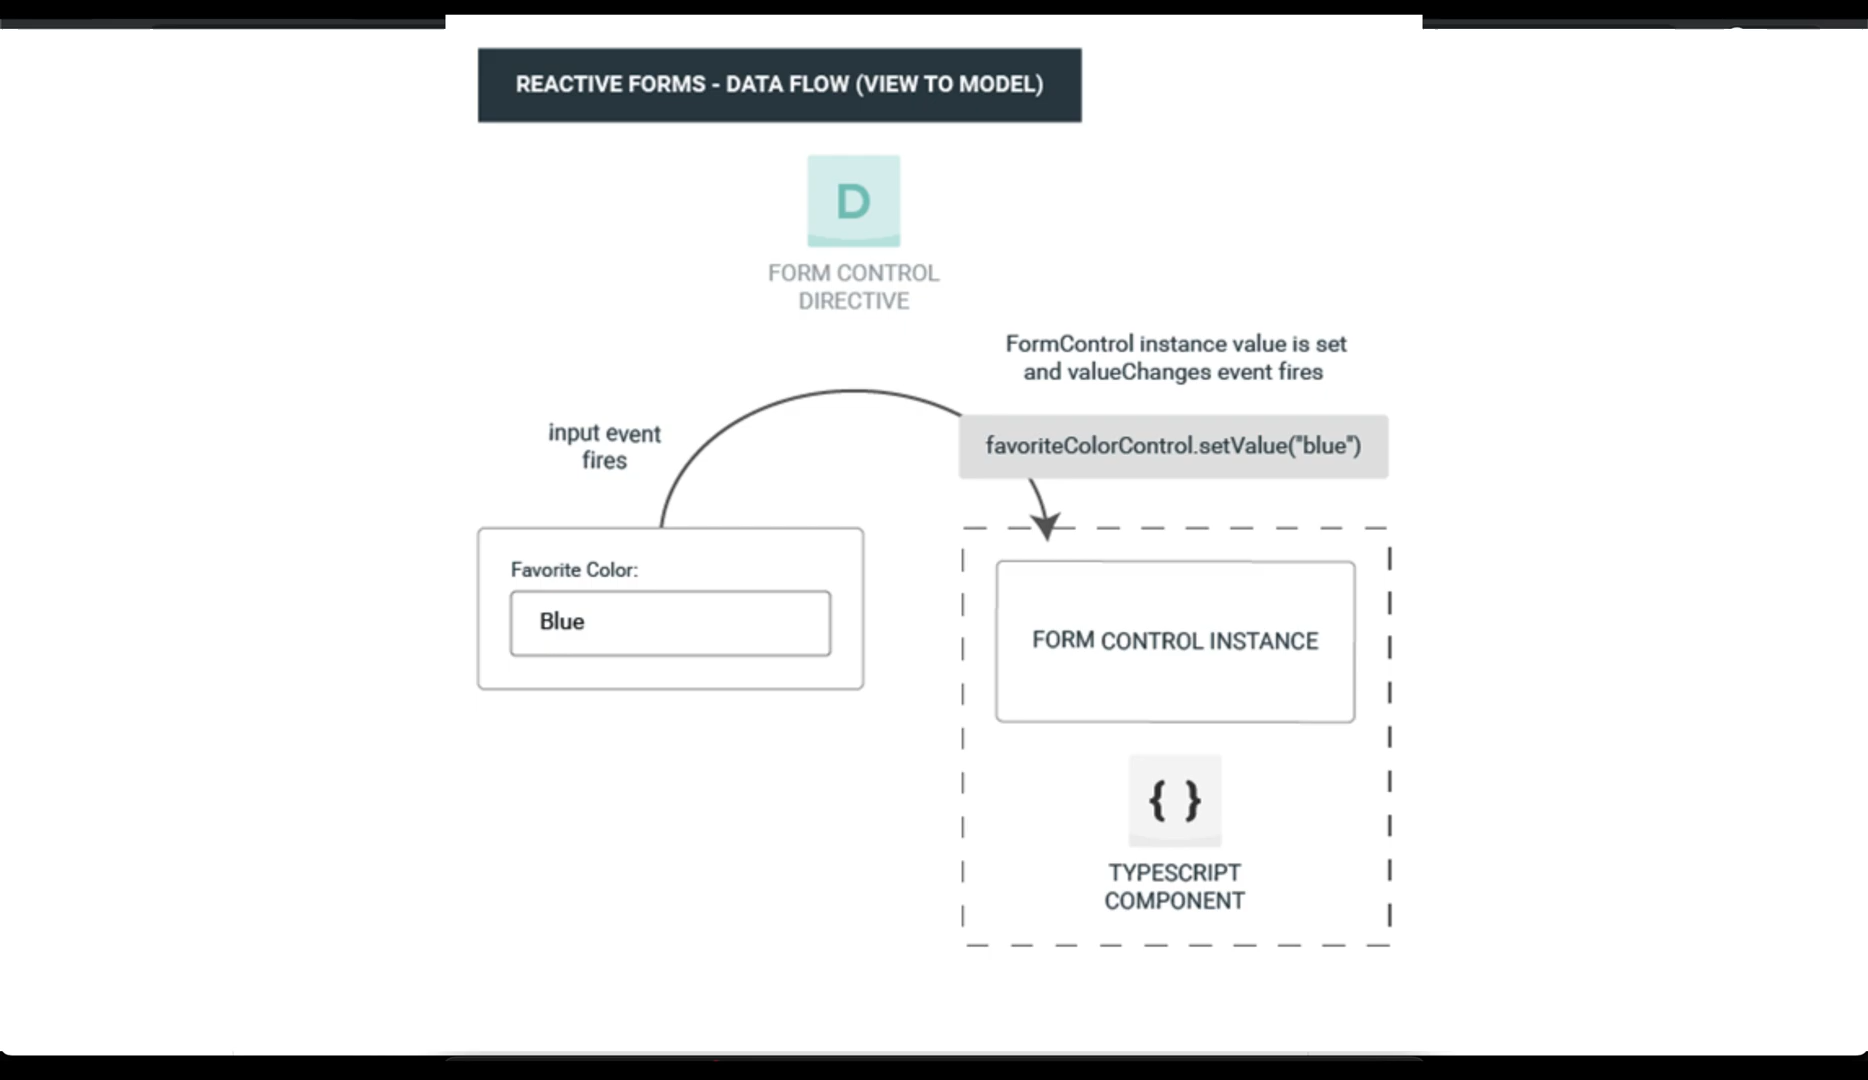 REACTIVE FORMS - DATA FLOW (VIEW TO MODEL)
D
FORM CONTROL
DIRECTIVE
FormControl instance value is set
and valueChanges event fires
input event
fires
favoriteColorControl.setValue("blue")
Favorite Color:
Blue
FORM CONTROL INSTANCE
{ }
TYPESCRIPT
COMPONENT